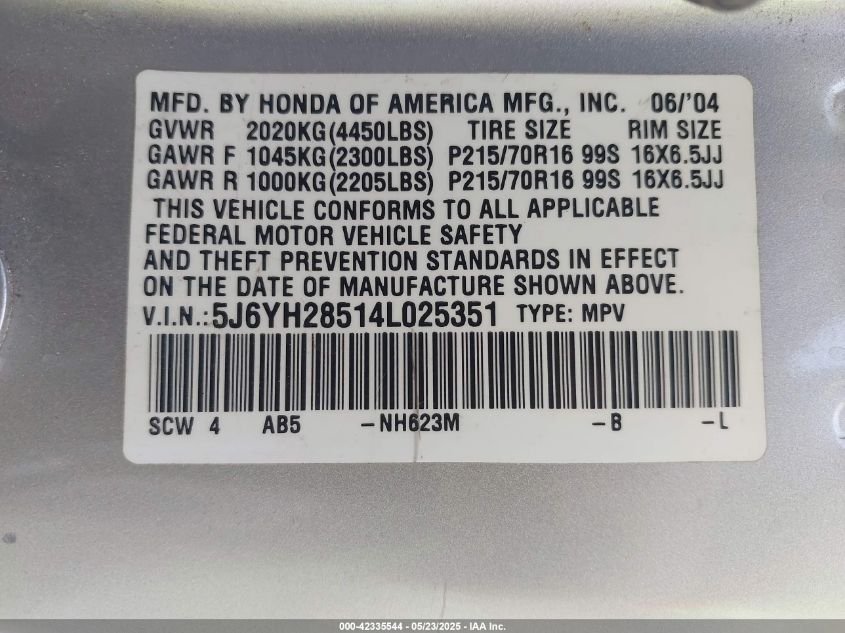 MFD. BY HONDA OF AMERICA MFG., INC. 06/'04
GVWR 2020KG(4450LBS) TIRE SIZE RIM SIZE
GAWR F 1045KG(2300LBS) P215/70R16 99S 16X6.5JJ
GAWR R 1000KG(2205LBS) P215/70R16 99S 16X6.5JJ
THIS VEHICLE CONFORMS TO ALL APPLICABLE
FEDERAL MOTOR VEHICLE SAFETY
AND THEFT PREVENTION STANDARDS IN EFFECT
ON THE DATE OF MANUFACTURE SHOWN ABOVE.
V.I.N.: 5J6YH28514L025351 TYPE: MPV
SCW 4 AB5 -NH623M -B -L
000-42335544 - 05/23/2025 - IAA Inc.